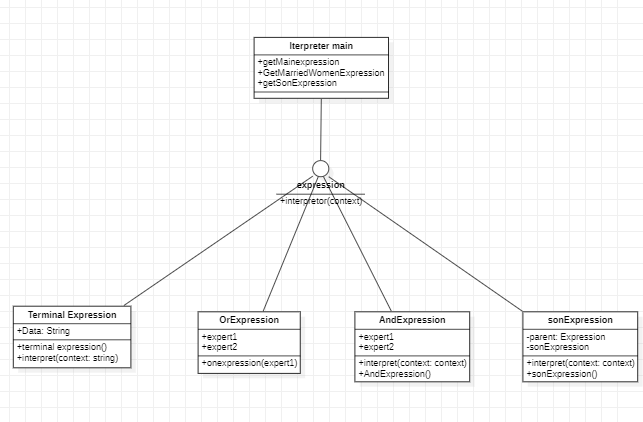 Iterpreter main
+getMainexpression
+GetMarriedWomenExpression
+getSonExpression
expression
+interpretor(context)
Terminal Expression
+Data: String
+terminal expression()
+interpret(context: string)
OrExpression
+expert1
+expert2
+onexpression(expert1)
AndExpression
+expert1
+expert2
+interpret(context: context)
+AndExpression()
sonExpression
-parent: Expression
-sonExpression
+interpret(context: context)
+sonExpression()